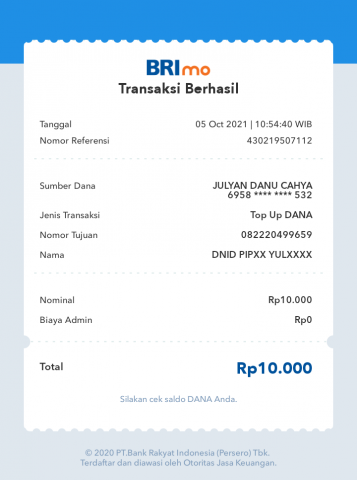 BRImo
Transaksi Berhasil
Tanggal 05 Oct 2021 | 10:54:40 WIB
Nomor Referensi 430219507112
Sumber Dana JULYAN DANU CAHYA
6958 **** **** 532
Jenis Transaksi Top Up DANA
Nomor Tujuan 082220499659
Nama DNID PIPXX YULXXXX
Nominal Rp10.000
Biaya Admin Rp0
Total Rp10.000
Silakan cek saldo DANA Anda.
© 2020 PT.Bank Rakyat Indonesia (Persero) Tbk.
Terdaftar dan diawasi oleh Otoritas Jasa Keuangan.